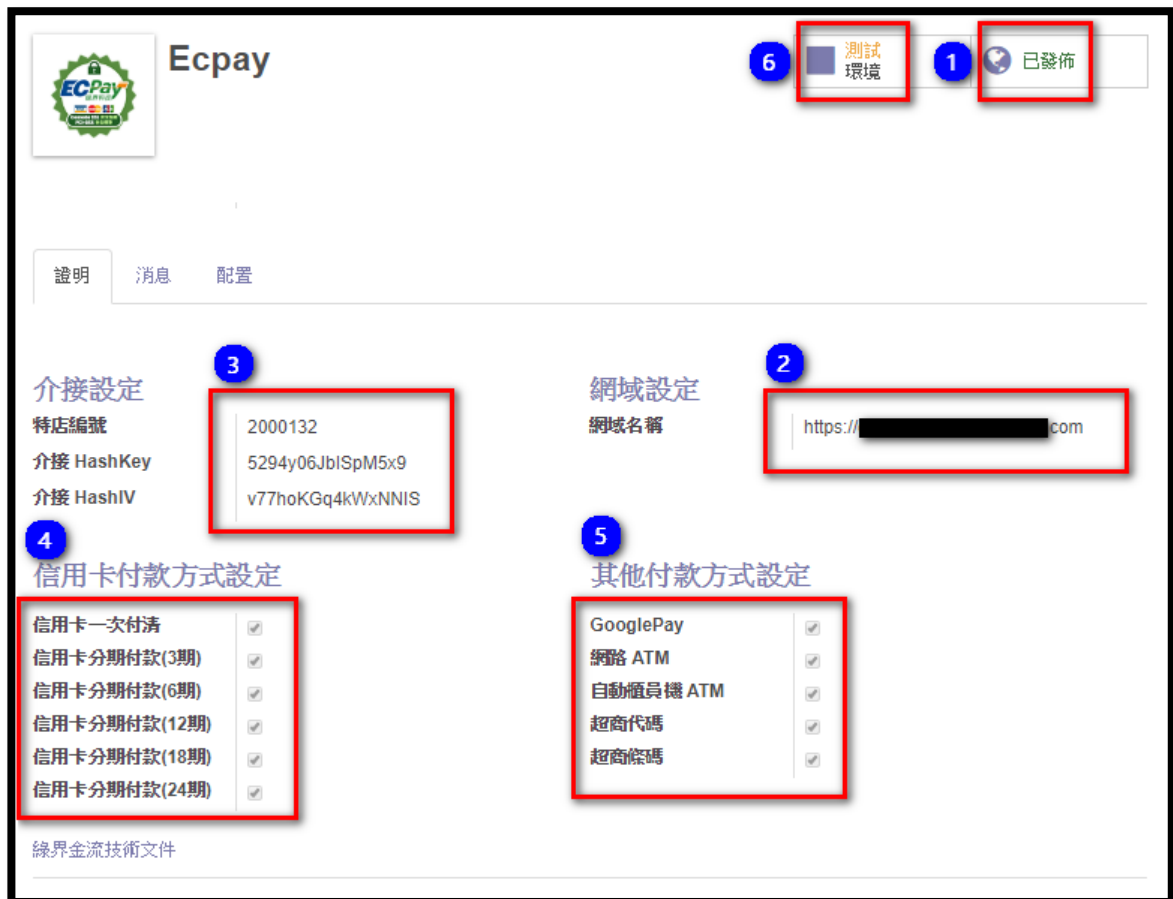 ECPay
Ecpay
6
測試
環境
1
已發佈
證明
消息
配置
3
2
介接設定
網域設定
特店編號
2000132
網域名稱
https://
com
介接 HashKey
5294y06JbISpM5x9
介接 HashIV
v77hoKGq4kWxNNIS
4
5
信用卡付款方式設定
其他付款方式設定
信用卡一次付清
GooglePay
信用卡分期付款(3期)
網路 ATM
信用卡分期付款(6期)
自動櫃員機 ATM
信用卡分期付款(12期)
超商代碼
信用卡分期付款(18期)
超商條碼
信用卡分期付款(24期)
綠界金流技術文件